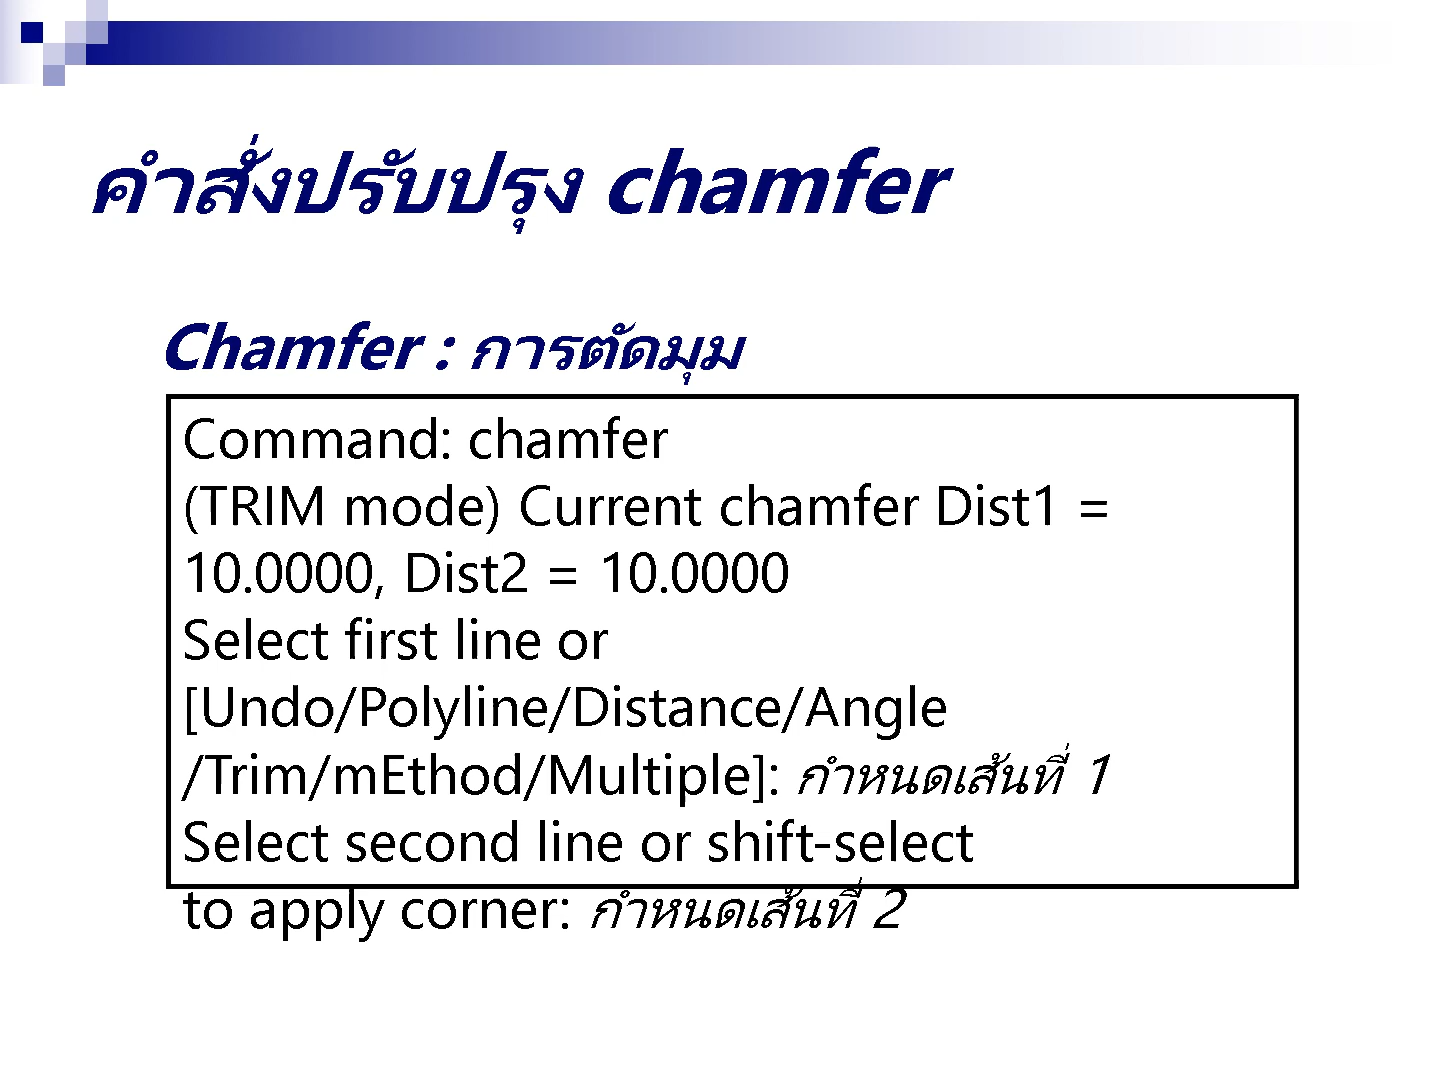 คำสั่งปรับปรุง chamfer
Chamfer : การตัดมุม
Command: chamfer
(TRIM mode) Current chamfer Dist1 =
10.0000, Dist2 = 10.0000
Select first line or
[Undo/Polyline/Distance/Angle
/Trim/mEthod/Multiple]: กำหนดเส้นที่ 1
Select second line or shift-select
to apply corner: กำหนดเส้นที่ 2